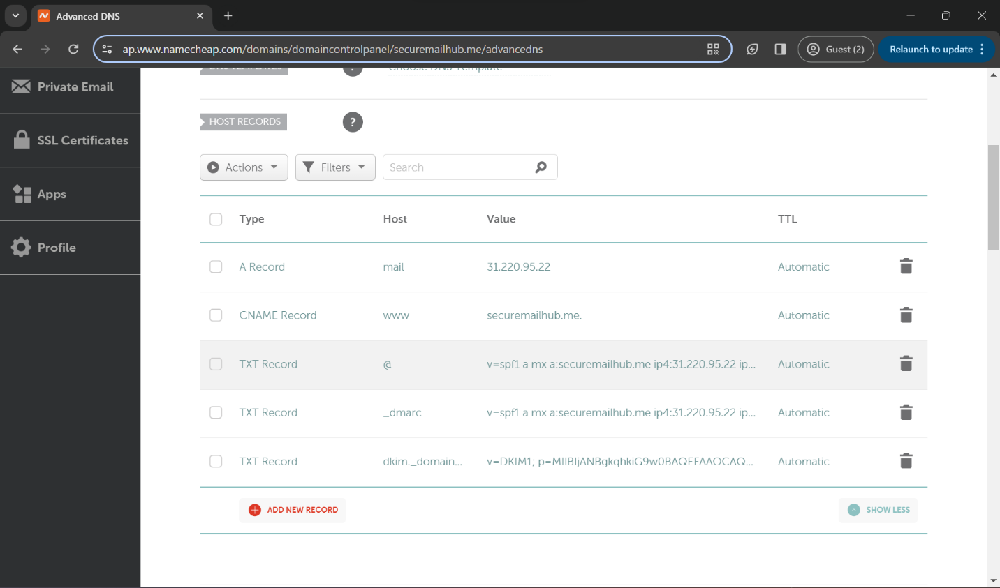 Advanced DNS
ap.www.namecheap.com/domains/domaincontrolpanel/securemailhub.me/advancedns
Guest (2)
Relaunch to update
Choose DNS Template
Private Email
SSL Certificates
Apps
Profile
HOST RECORDS
?
Actions
Filters
Search
Type Host Value TTL
A Record mail 31.220.95.22 Automatic
CNAME Record www securemailhub.me. Automatic
TXT Record @ v=spf1 a mx a:securemailhub.me ip4:31.220.95.22 ip... Automatic
TXT Record _dmarc v=spf1 a mx a:securemailhub.me ip4:31.220.95.22 ip... Automatic
TXT Record dkim._domain... v=DKIM1; p=MIIBIjANBgkqhkiG9w0BAQEFAAOCAQ... Automatic
ADD NEW RECORD
SHOW LESS